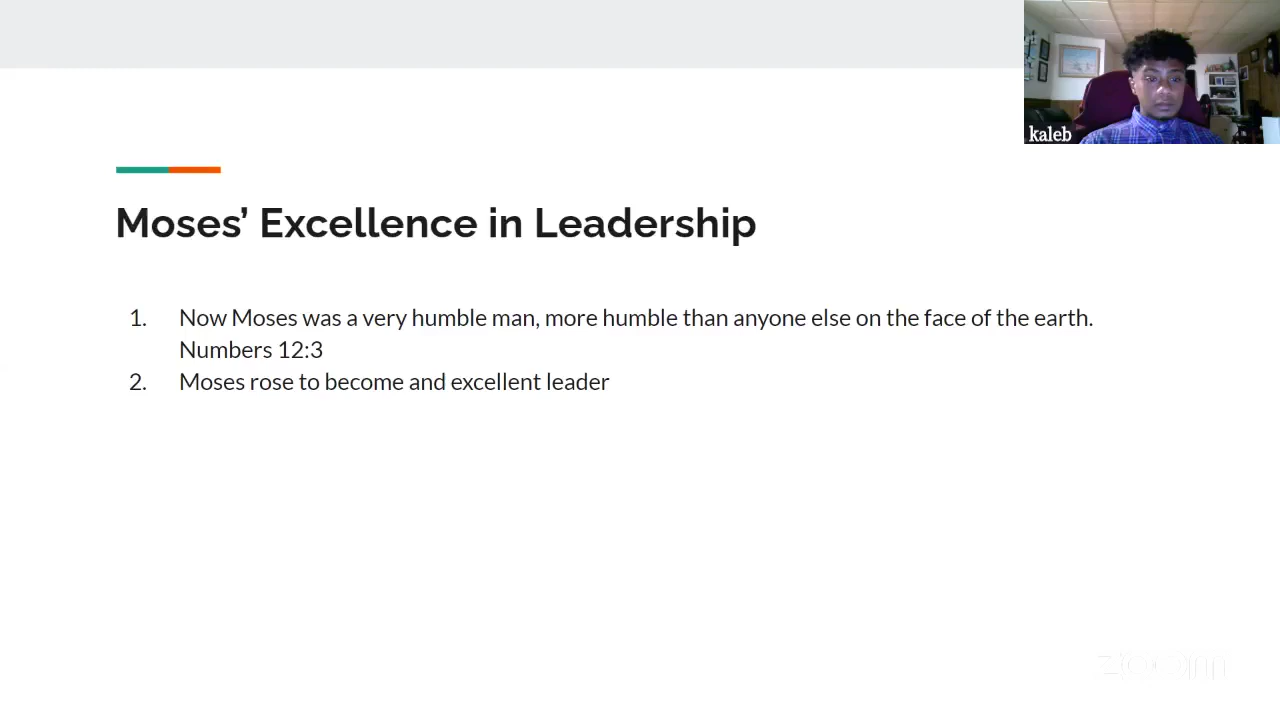 kaleb
Moses’ Excellence in Leadership
1. Now Moses was a very humble man, more humble than anyone else on the face of the earth.
Numbers 12:3
2. Moses rose to become and excellent leader
zoom